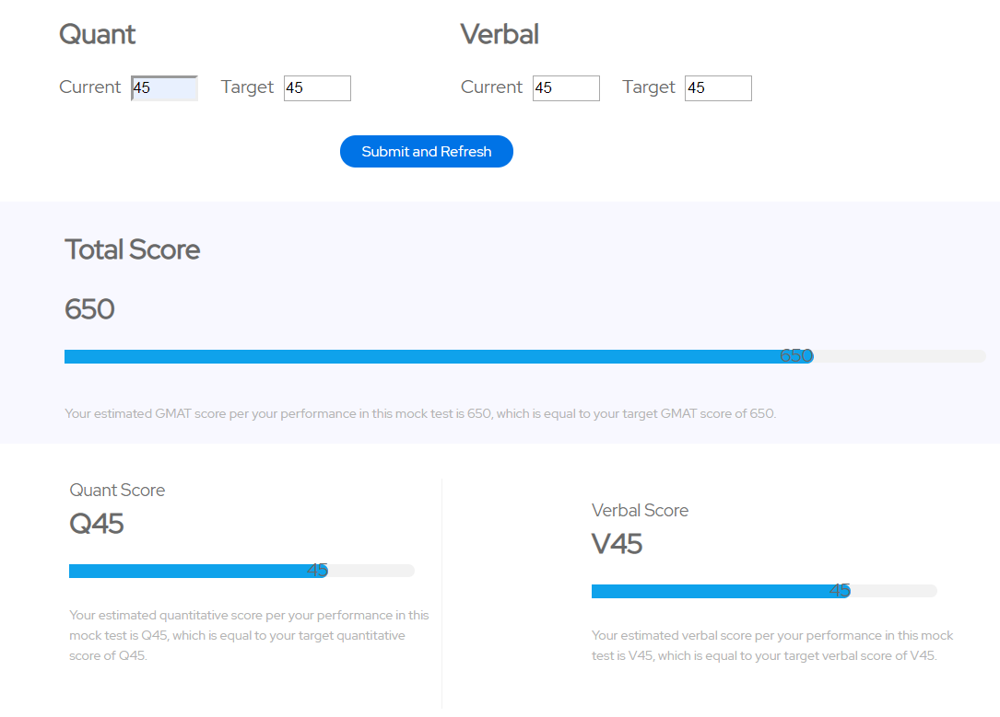 Quant Verbal
Current 45 Target 45 Current 45 Target 45
Submit and Refresh
Total Score
650
650
Your estimated GMAT score per your performance in this mock test is 650, which is equal to your target GMAT score of 650.
Quant Score
Q45
45
Your estimated quantitative score per your performance in this
mock test is Q45, which is equal to your target quantitative
score of Q45.
Verbal Score
V45
45
Your estimated verbal score per your performance in this mock
test is V45, which is equal to your target verbal score of V45.